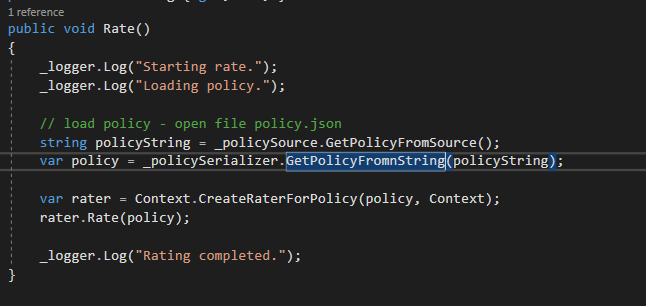 1 reference
public void Rate()
{
_logger.Log("Starting rate.");
_logger.Log("Loading policy.");
// load policy - open file policy.json
string policyString = _policySource.GetPolicyFromSource();
var policy = _policySerializer.GetPolicyFromnString(policyString);
var rater = Context.CreateRaterForPolicy(policy, Context);
rater.Rate(policy);
_logger.Log("Rating completed.");
}